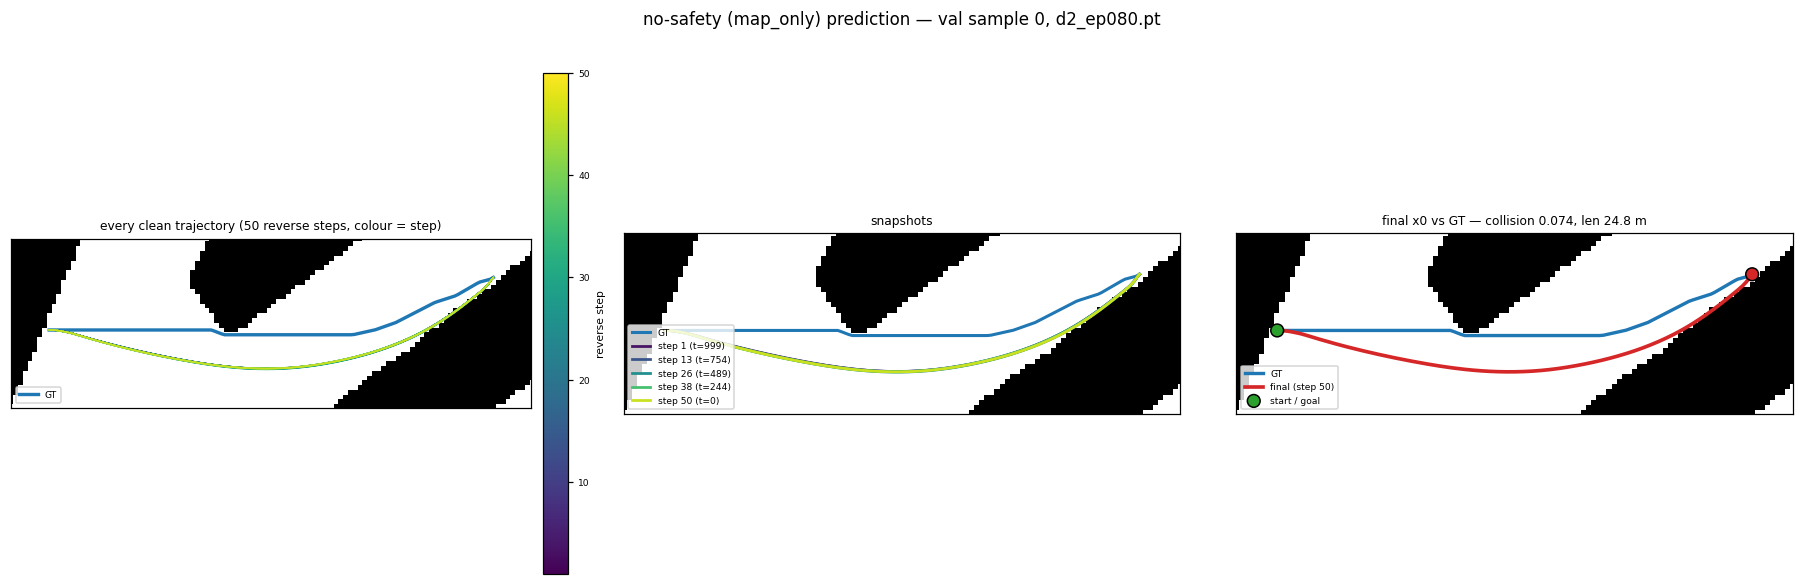 no-safety (map_only) prediction — val sample 0, d2_ep080.pt
every clean trajectory (50 reverse steps, colour = step)
GT
50
40
30
20
10
reverse step
snapshots
GT
step 1 (t=999)
step 13 (t=754)
step 26 (t=489)
step 38 (t=244)
step 50 (t=0)
final x0 vs GT — collision 0.074, len 24.8 m
GT
final (step 50)
start / goal